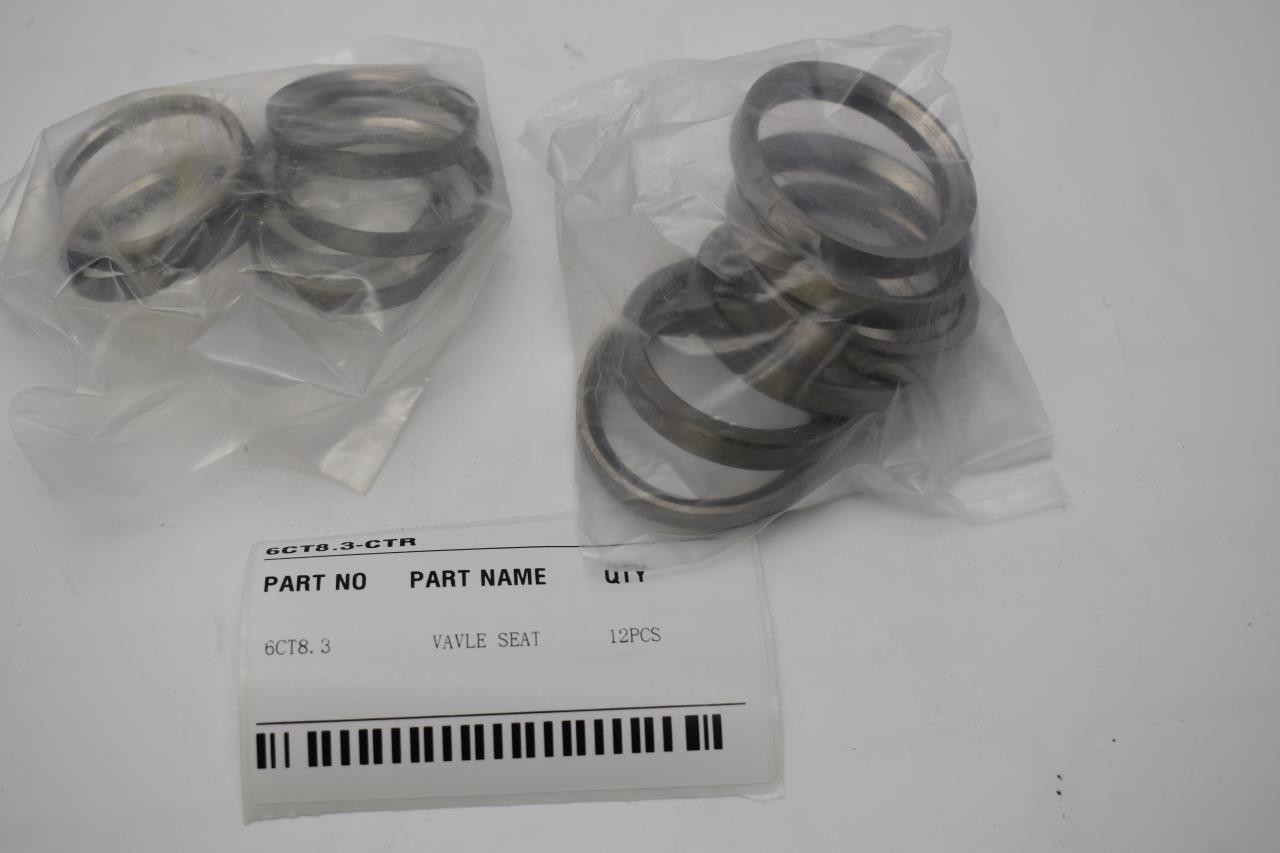 6CT8.3-CTR
PART NO PART NAME QTY
6CT8.3 VAVLE SEAT 12PCS